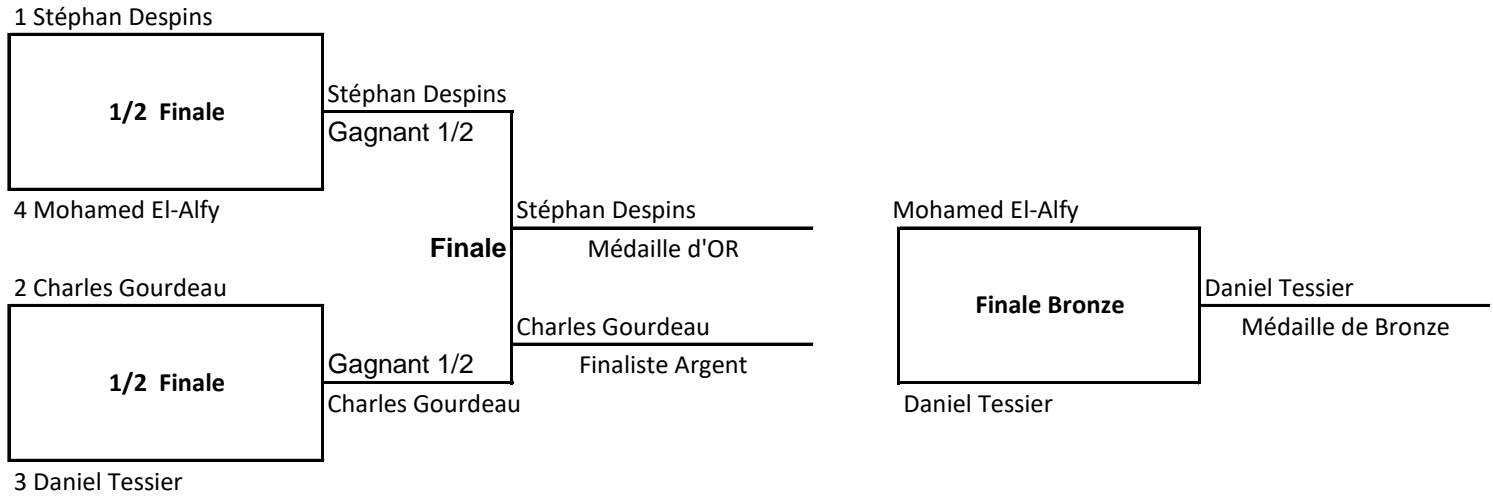 1 Stéphan Despins
1/2 Finale
Stéphan Despins
Gagnant 1/2
4 Mohamed El-Alfy
Stéphan Despins
Finale
Médaille d'OR
2 Charles Gourdeau
Charles Gourdeau
Finaliste Argent
1/2 Finale
Gagnant 1/2
Charles Gourdeau
3 Daniel Tessier
Mohamed El-Alfy
Finale Bronze
Daniel Tessier
Médaille de Bronze
Daniel Tessier